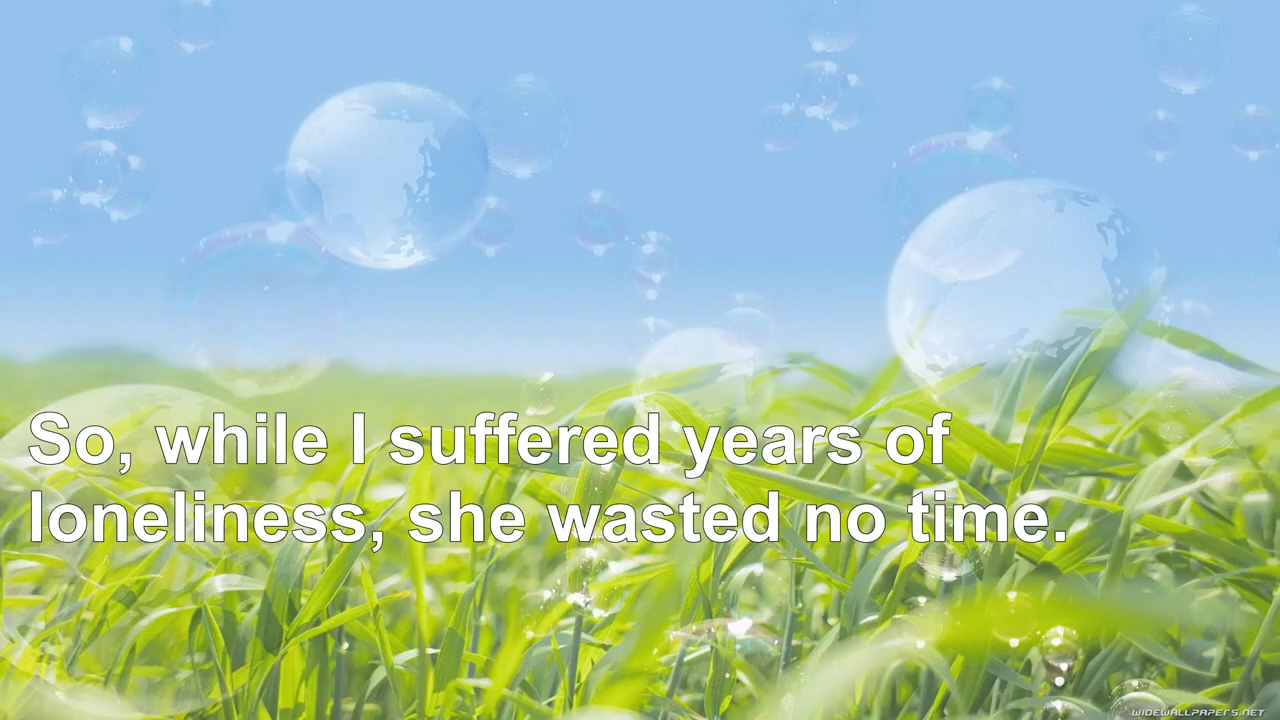 So, while I suffered years of
loneliness, she wasted no time.
WIDEWALLPAPERS.NET